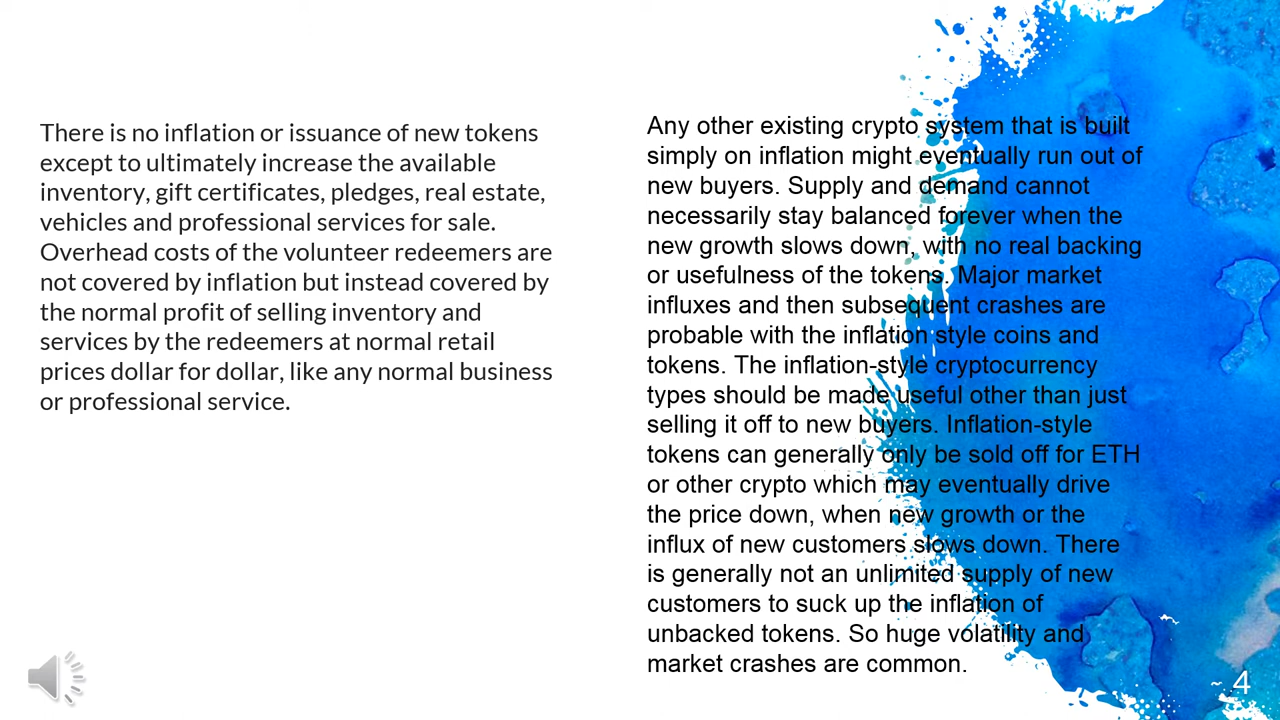 There is no inflation or issuance of new tokens
except to ultimately increase the available
inventory, gift certificates, pledges, real estate,
vehicles and professional services for sale.
Overhead costs of the volunteer redeemers are
not covered by inflation but instead covered by
the normal profit of selling inventory and
services by the redeemers at normal retail
prices dollar for dollar, like any normal business
or professional service.
Any other existing crypto system that is built
simply on inflation might eventually run out of
new buyers. Supply and demand cannot
necessarily stay balanced forever when the
new growth slows down, with no real backing
or usefulness of the tokens. Major market
influxes and then subsequent crashes are
probable with the inflation style coins and
tokens. The inflation-style cryptocurrency
types should be made useful other than just
selling it off to new buyers. Inflation-style
tokens can generally only be sold off for ETH
or other crypto which may eventually drive
the price down, when new growth or the
influx of new customers slows down. There
is generally not an unlimited supply of new
customers to suck up the inflation of
unbacked tokens. So huge volatility and
market crashes are common.
~ 4